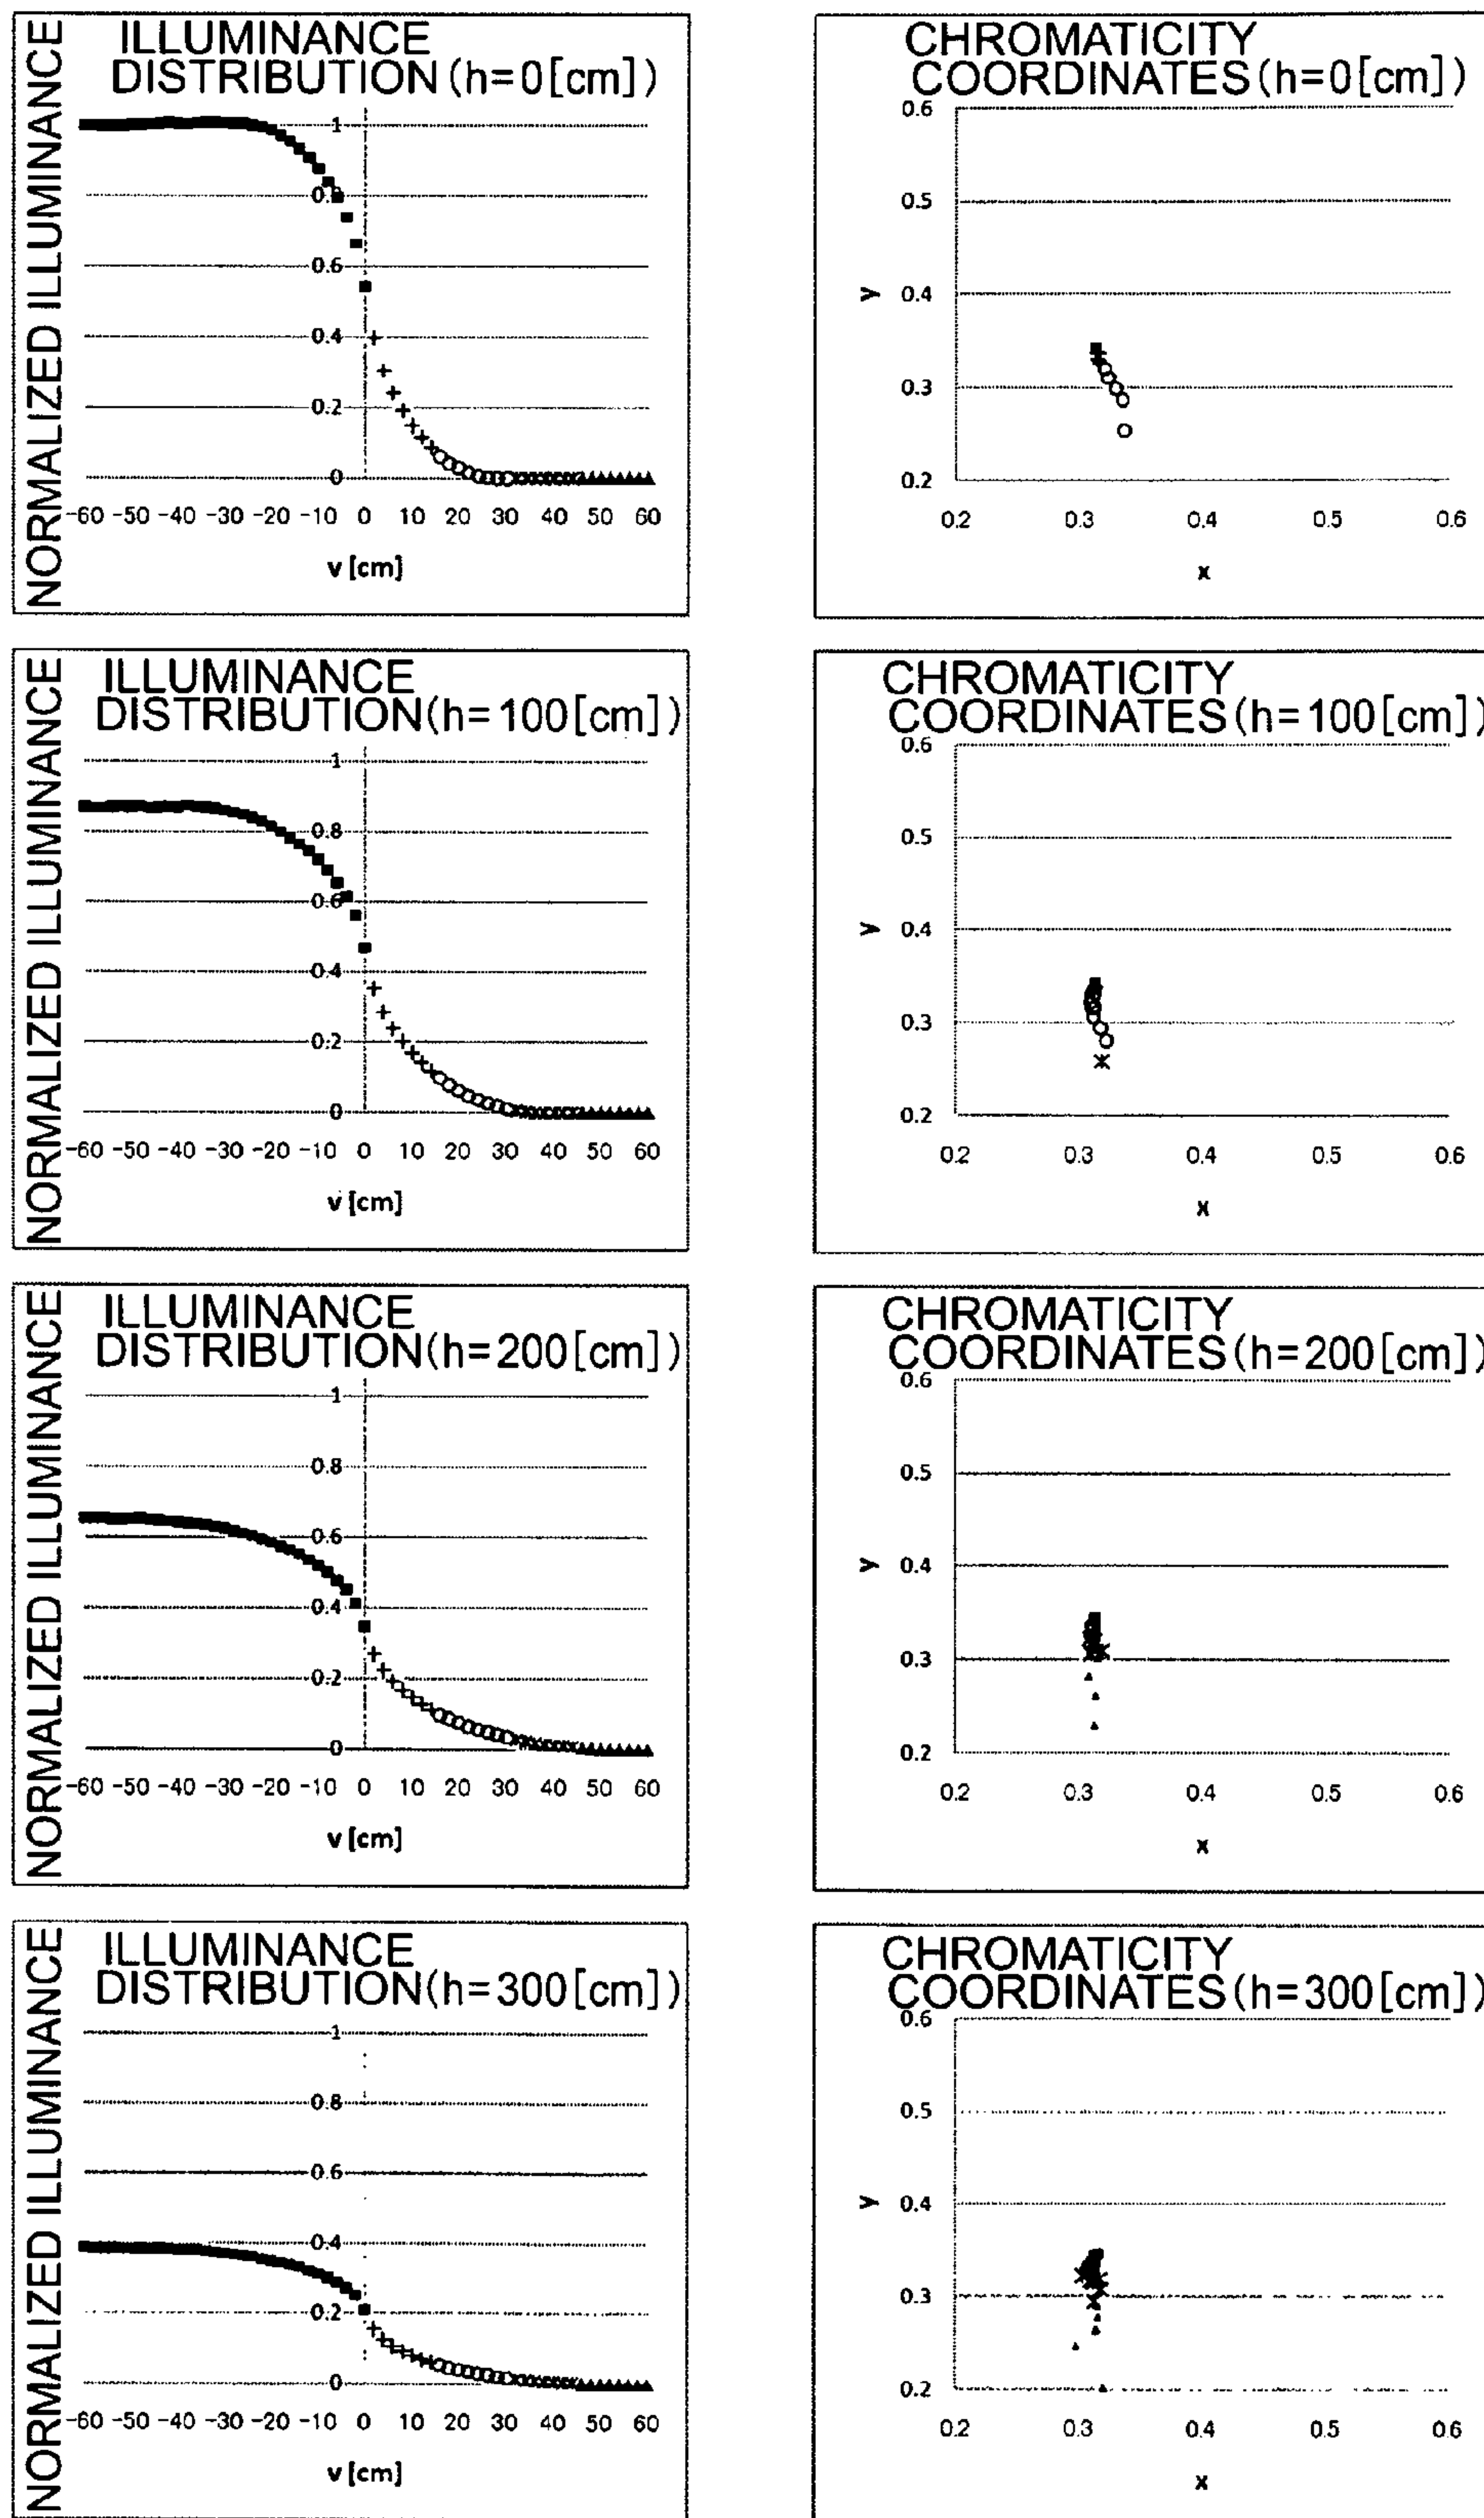 ILLUMINANCE
DISTRIBUTION (h=0[cm])
NORMALIZED ILLUMINANCE
1
0.8
0.6
0.4
0.2
0
-60 -50 -40 -30 -20 -10 0 10 20 30 40 50 60
v [cm]
CHROMATICITY
COORDINATES (h=0[cm])
0.6
0.5
y 0.4
0.3
0.2
0.2 0.3 0.4 0.5 0.6
x
ILLUMINANCE
DISTRIBUTION(h=100[cm])
NORMALIZED ILLUMINANCE
1
0.8
0.6
0.4
0.2
0
-60 -50 -40 -30 -20 -10 0 10 20 30 40 50 60
v [cm]
CHROMATICITY
COORDINATES (h=100[cm])
0.6
0.5
y 0.4
0.3
0.2
0.2 0.3 0.4 0.5 0.6
x
ILLUMINANCE
DISTRIBUTION(h=200[cm])
NORMALIZED ILLUMINANCE
1
0.8
0.6
0.4
0.2
0
-60 -50 -40 -30 -20 -10 0 10 20 30 40 50 60
v [cm]
CHROMATICITY
COORDINATES (h=200[cm])
0.6
0.5
y 0.4
0.3
0.2
0.2 0.3 0.4 0.5 0.6
x
ILLUMINANCE
DISTRIBUTION(h=300[cm])
NORMALIZED ILLUMINANCE
1
0.8
0.6
0.4
0.2
0
-60 -50 -40 -30 -20 -10 0 10 20 30 40 50 60
v [cm]
CHROMATICITY
COORDINATES (h=300[cm])
0.6
0.5
y 0.4
0.3
0.2
0.2 0.3 0.4 0.5 0.6
x